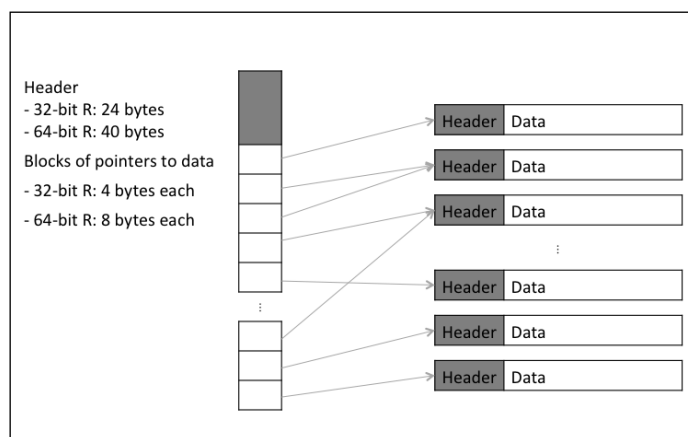 Header
- 32-bit R: 24 bytes
- 64-bit R: 40 bytes
Blocks of pointers to data
- 32-bit R: 4 bytes each
- 64-bit R: 8 bytes each
Header Data
Header Data
Header Data
...
...
Header Data
Header Data
Header Data